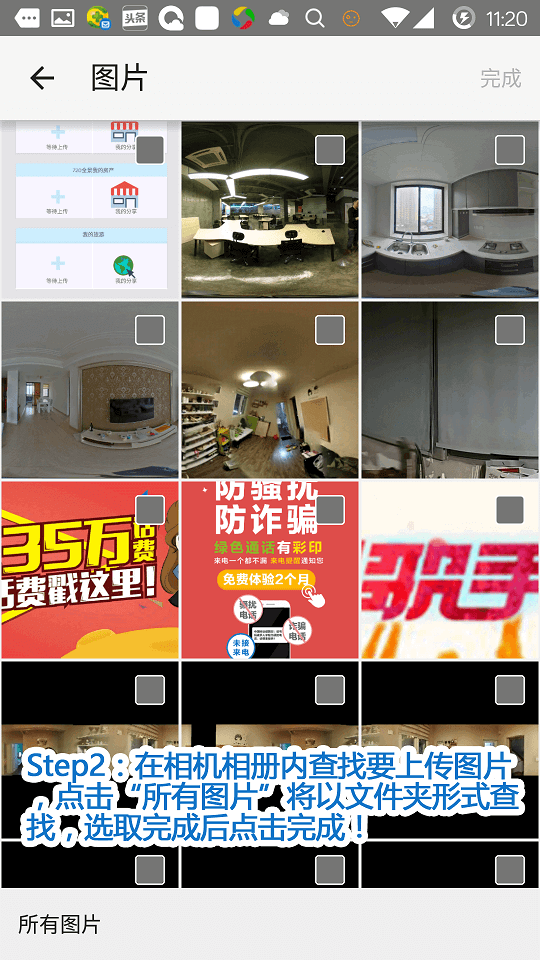 头条
11:20
图片
完成
等待上传
我的分享
720全景我的房产
等待上传
我的分享
我的旅游
等待上传
我的分享
35万话费
话费戳这里!
防骚扰
防诈骗
绿色通话有彩印
来电一个都不漏 来电提醒通知您
免费体验2个月
骚扰
电话
诈骗
电话
未接
来电
Step2：在相机相册内查找要上传图片
，点击“所有图片”将以文件夹形式查
找，选取完成后点击完成！
所有图片